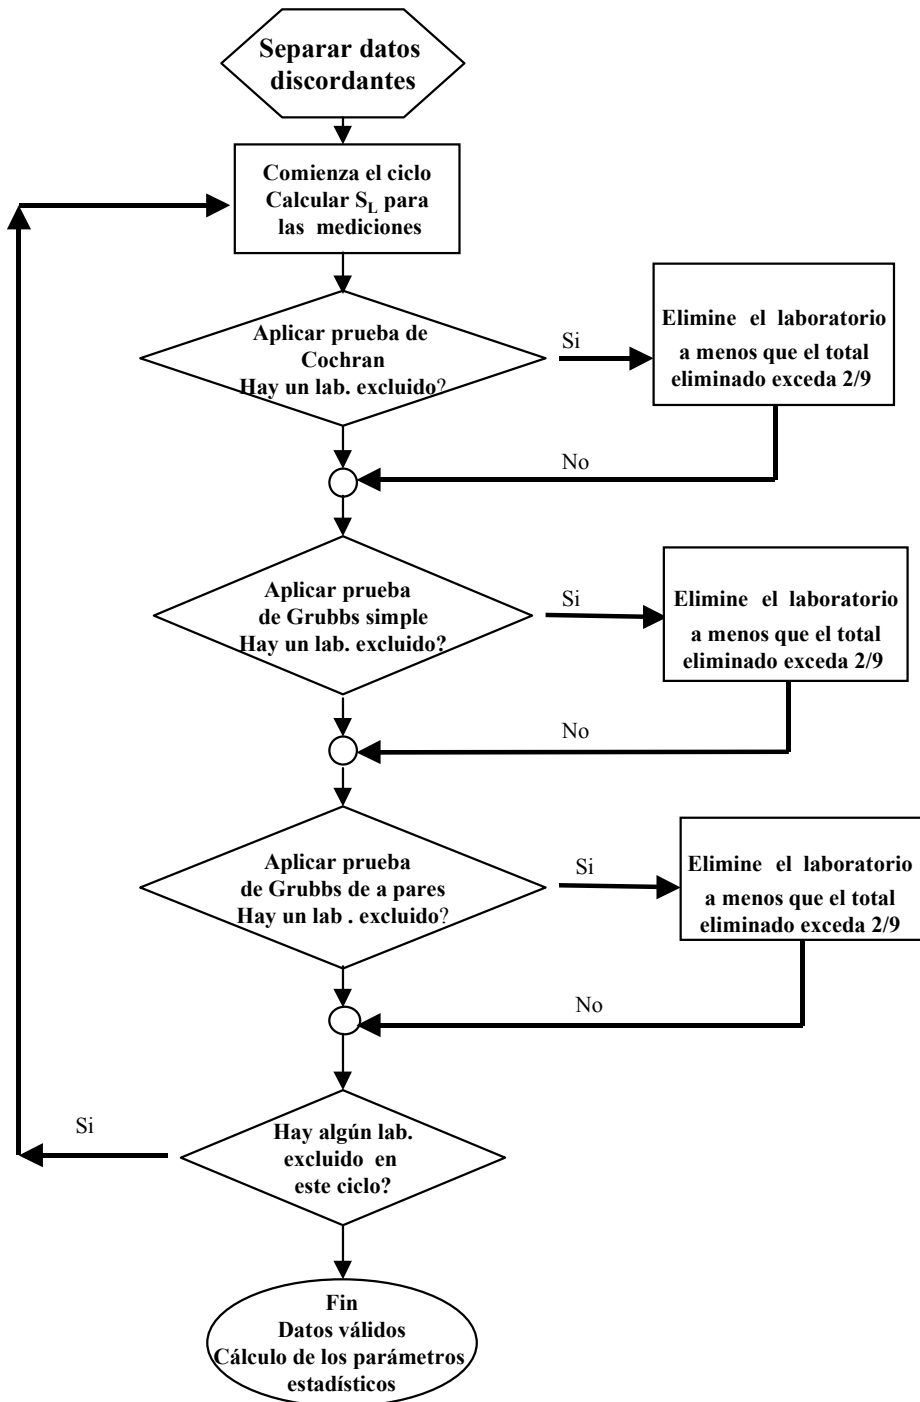 Separar datos
discordantes
Comienza el ciclo
Calcular SL para
las mediciones
Aplicar prueba de
Cochran
Hay un lab. excluido?
Si
Elimine el laboratorio
a menos que el total
eliminado exceda 2/9
No
Aplicar prueba
de Grubbs simple
Hay un lab. excluido?
Si
Elimine el laboratorio
a menos que el total
eliminado exceda 2/9
No
Aplicar prueba
de Grubbs de a pares
Hay un lab . excluido?
Si
Elimine el laboratorio
a menos que el total
eliminado exceda 2/9
No
Si
Hay algún lab.
excluido en
este ciclo?
Fin
Datos válidos
Cálculo de los parámetros
estadísticos